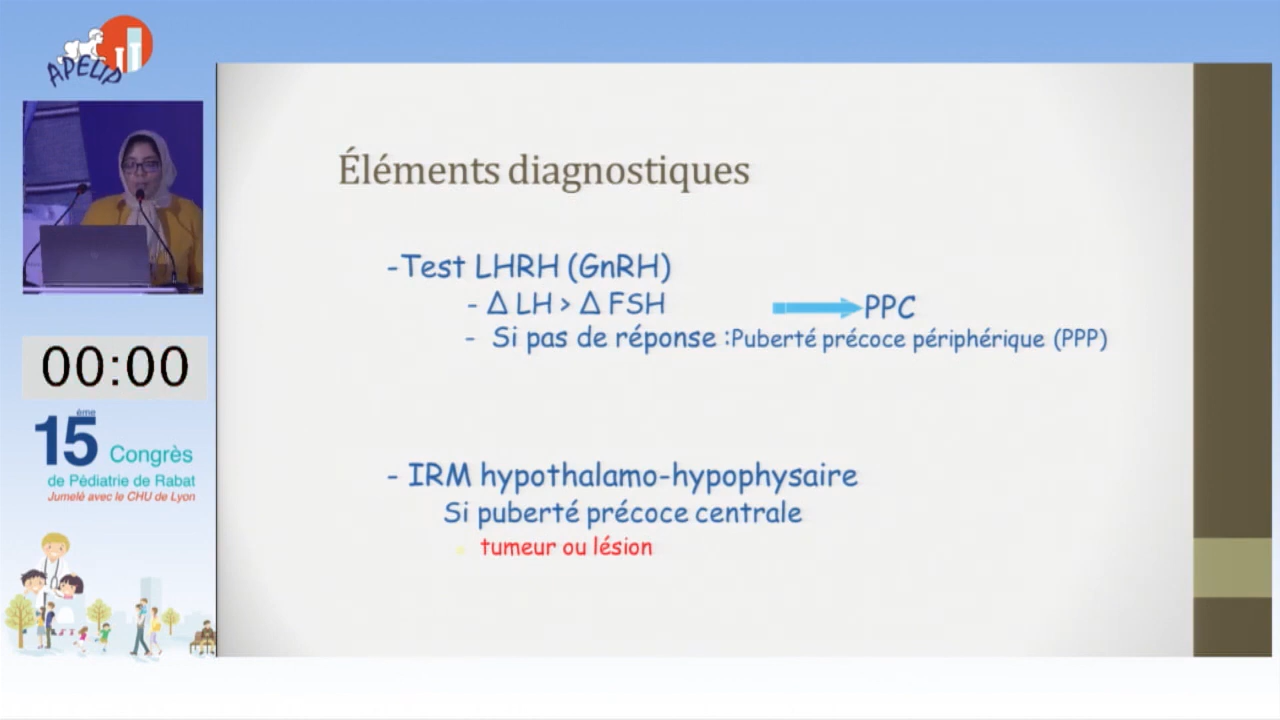 APEUP
Éléments diagnostiques
-Test LHRH (GnRH)
- Δ LH > Δ FSH
PPC
- Si pas de réponse :Puberté précoce périphérique (PPP)
- IRM hypothalamo-hypophysaire
Si puberté précoce centrale
tumeur ou lésion
00:00
15ème Congrès
de Pédiatrie de Rabat
Jumelé avec le CHU de Lyon